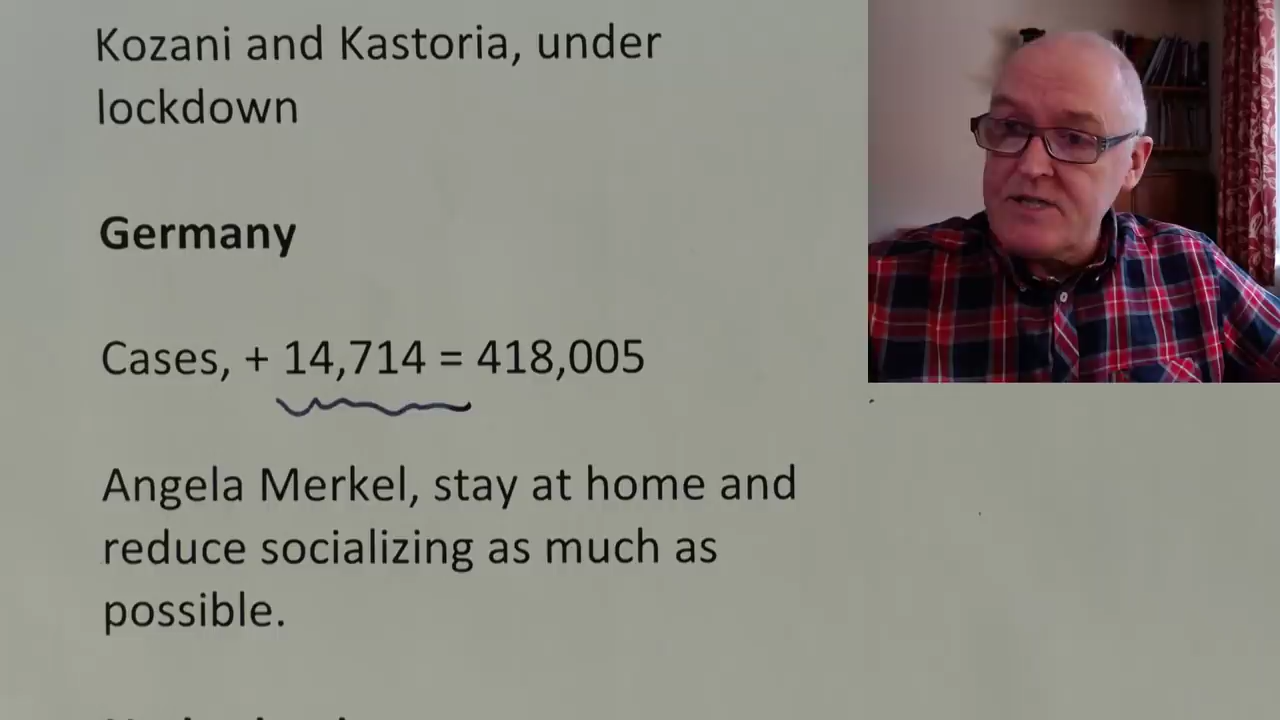 Kozani and Kastoria, under
lockdown
Germany
Cases, + 14,714 = 418,005
Angela Merkel, stay at home and
reduce socializing as much as
possible.